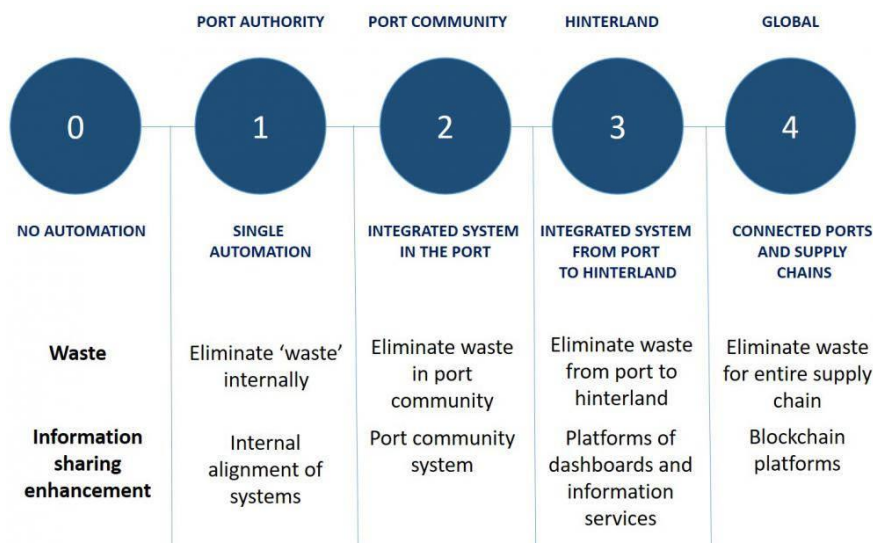 PORT AUTHORITY
PORT COMMUNITY
HINTERLAND
GLOBAL
0
1
2
3
4
NO AUTOMATION
SINGLE
AUTOMATION
INTEGRATED SYSTEM
IN THE PORT
INTEGRATED SYSTEM
FROM PORT
TO HINTERLAND
CONNECTED PORTS
AND SUPPLY
CHAINS
Waste
Eliminate ‘waste’
internally
Eliminate waste
in port
community
Eliminate waste
from port to
hinterland
Eliminate waste
for entire supply
chain
Information
sharing
enhancement
Internal
alignment of
systems
Port community
system
Platforms of
dashboards and
information
services
Blockchain
platforms